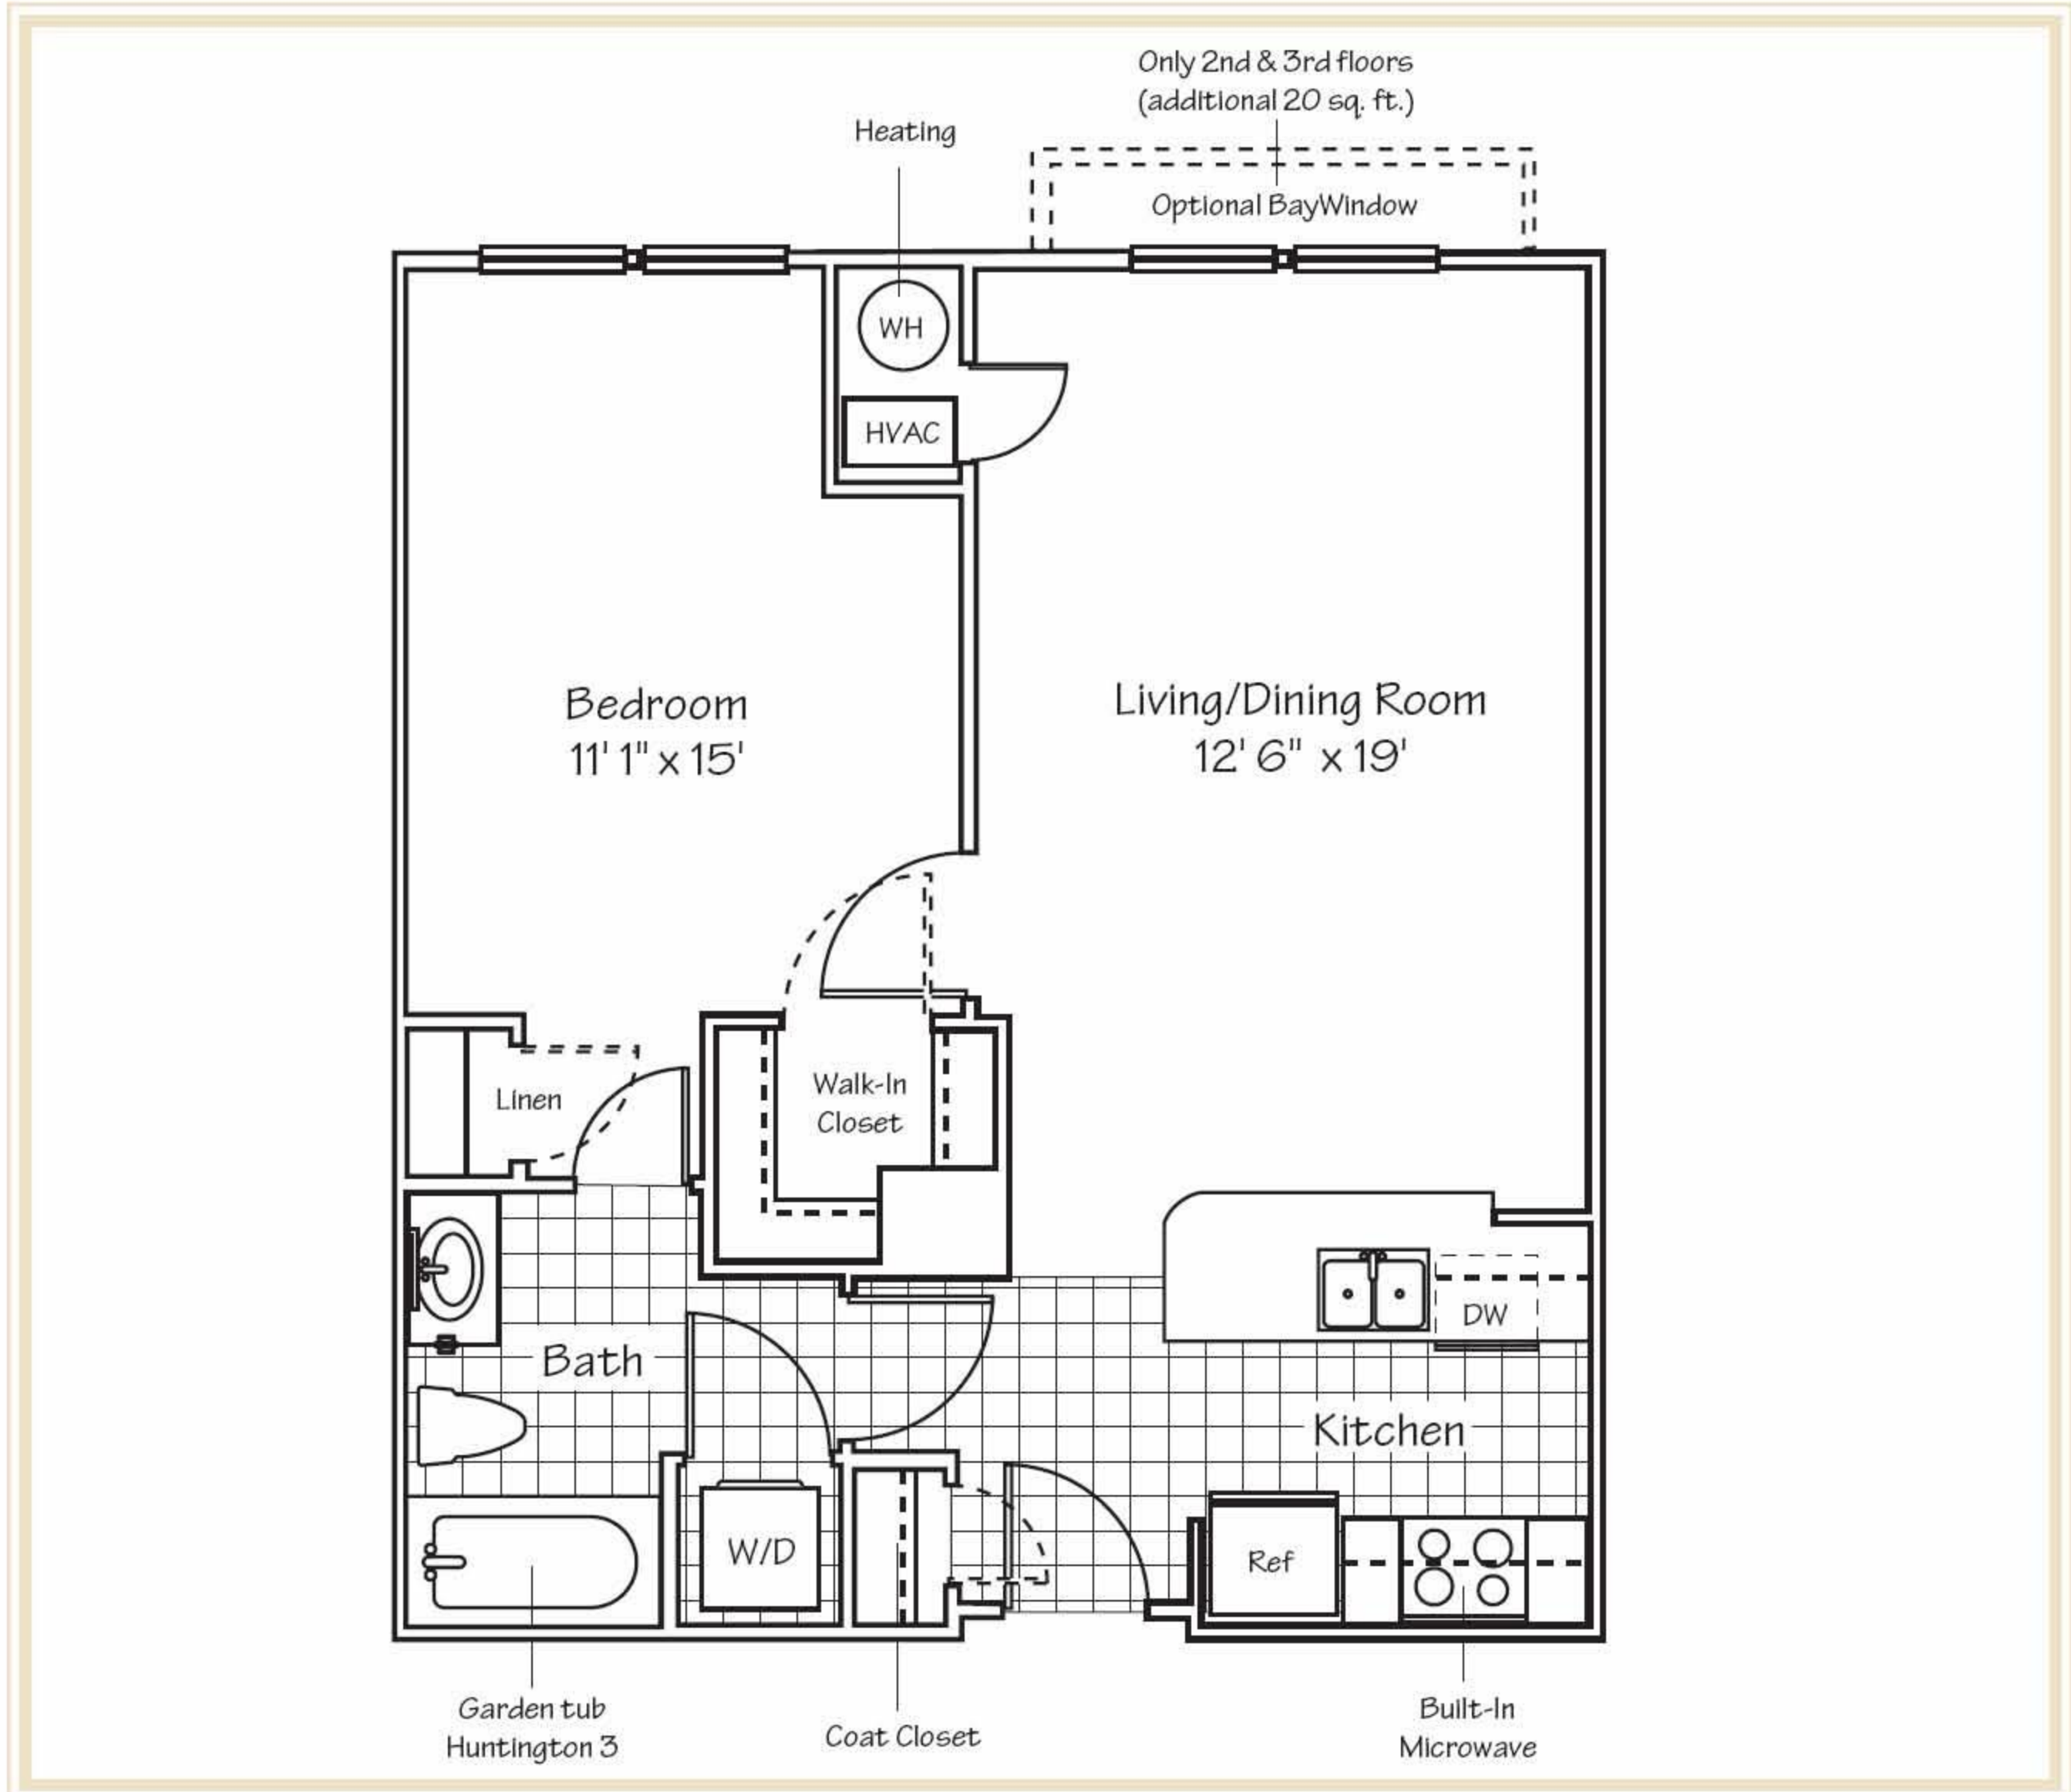 Only 2nd & 3rd floors
(additional 20 sq. ft.)
Heating
Optional Bay Window
WH
HVAC
Bedroom
11' 1" x 15'
Living/Dining Room
12' 6" x 19'
Linen
Walk-In
Closet
DW
Bath
Kitchen
W/D
Ref
Garden tub
Huntington 3
Coat Closet
Built-In
Microwave